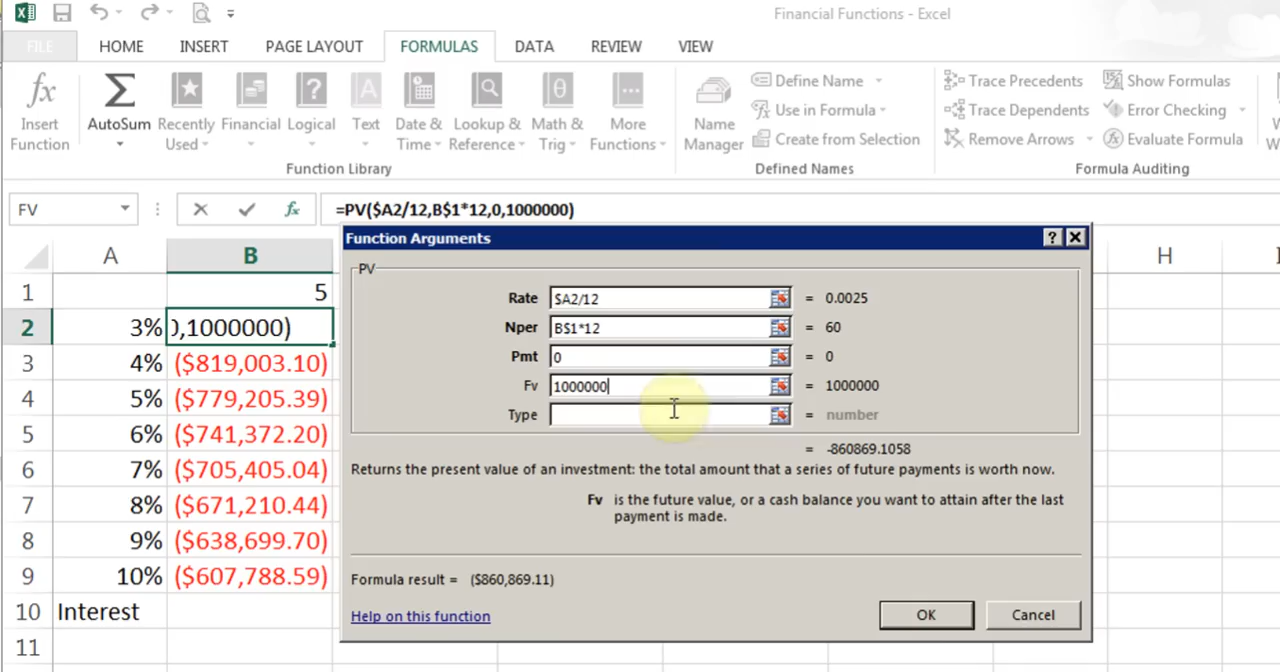 Financial Functions - Excel
FILE HOME INSERT PAGE LAYOUT FORMULAS DATA REVIEW VIEW
fx Insert Function
Σ AutoSum
Recently Used
Financial
Logical
A Text
Date & Time
Lookup & Reference
Math & Trig
More Functions
Function Library
Name Manager
Define Name
Use in Formula
Create from Selection
Defined Names
Trace Precedents
Trace Dependents
Remove Arrows
Show Formulas
Error Checking
Evaluate Formula
Formula Auditing
FV fx =PV($A2/12,B$1*12,0,1000000)
A B H
1 5
2 3% 0,1000000)
3 4% ($819,003.10)
4 5% ($779,205.39)
5 6% ($741,372.20)
6 7% ($705,405.04)
7 8% ($671,210.44)
8 9% ($638,699.70)
9 10% ($607,788.59)
10 Interest
11
Function Arguments ?
PV
Rate $A2/12 = 0.0025
Nper B$1*12 = 60
Pmt 0 = 0
Fv 1000000 = 1000000
Type = number
= -860869.1058
Returns the present value of an investment: the total amount that a series of future payments is worth now.
Fv is the future value, or a cash balance you want to attain after the last
payment is made.
Formula result = ($860,869.11)
Help on this function
OK Cancel